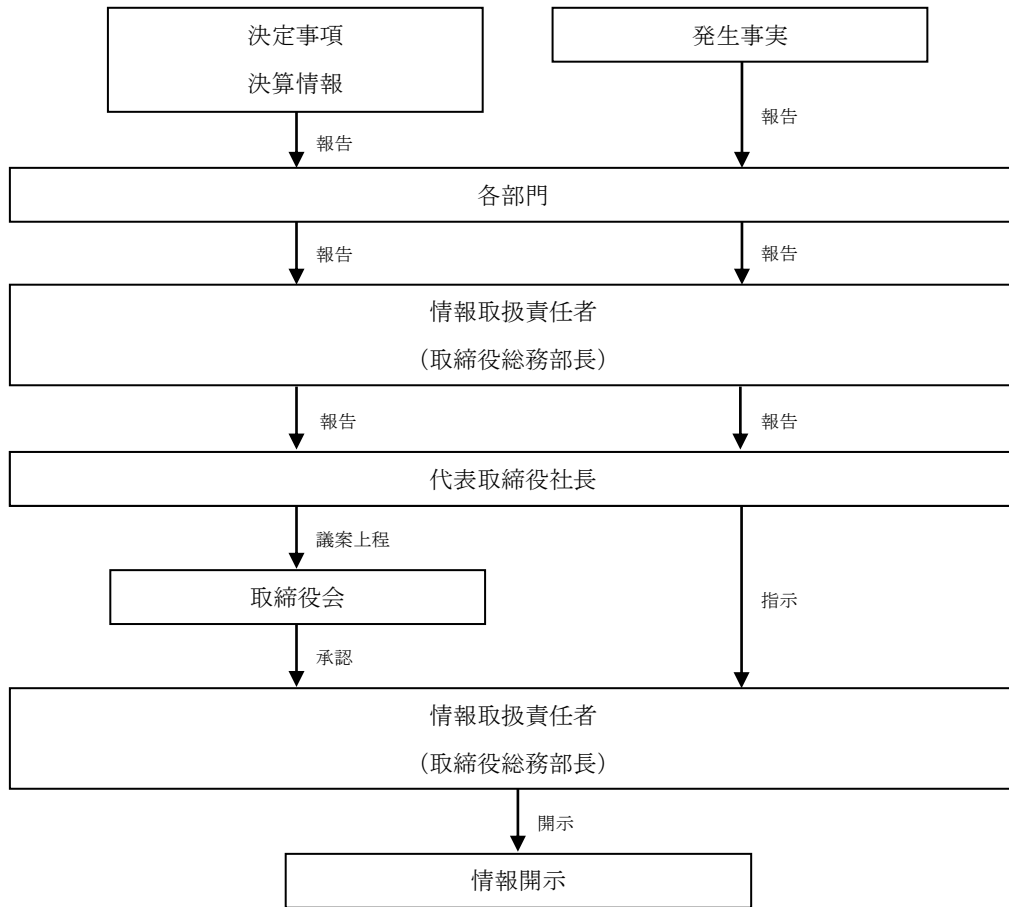 決定事項
決算情報
発生事実
報告
報告
各部門
報告
報告
情報取扱責任者
（取締役総務部長）
報告
報告
代表取締役社長
議案上程
取締役会
指示
承認
情報取扱責任者
（取締役総務部長）
開示
情報開示